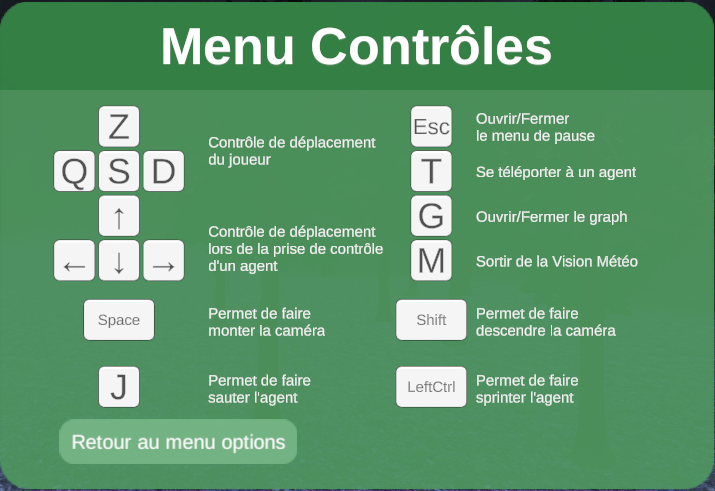 Menu Contrôles
Z
Q S D
Contrôle de déplacement
du joueur
↑
← ↓ →
Contrôle de déplacement
lors de la prise de contrôle
d'un agent
Space
Permet de faire
monter la caméra
J
Permet de faire
sauter l'agent
Esc
Ouvrir/Fermer
le menu de pause
T
Se téléporter à un agent
G
Ouvrir/Fermer le graph
M
Sortir de la Vision Météo
Shift
Permet de faire
descendre la caméra
LeftCtrl
Permet de faire
sprinter l'agent
Retour au menu options